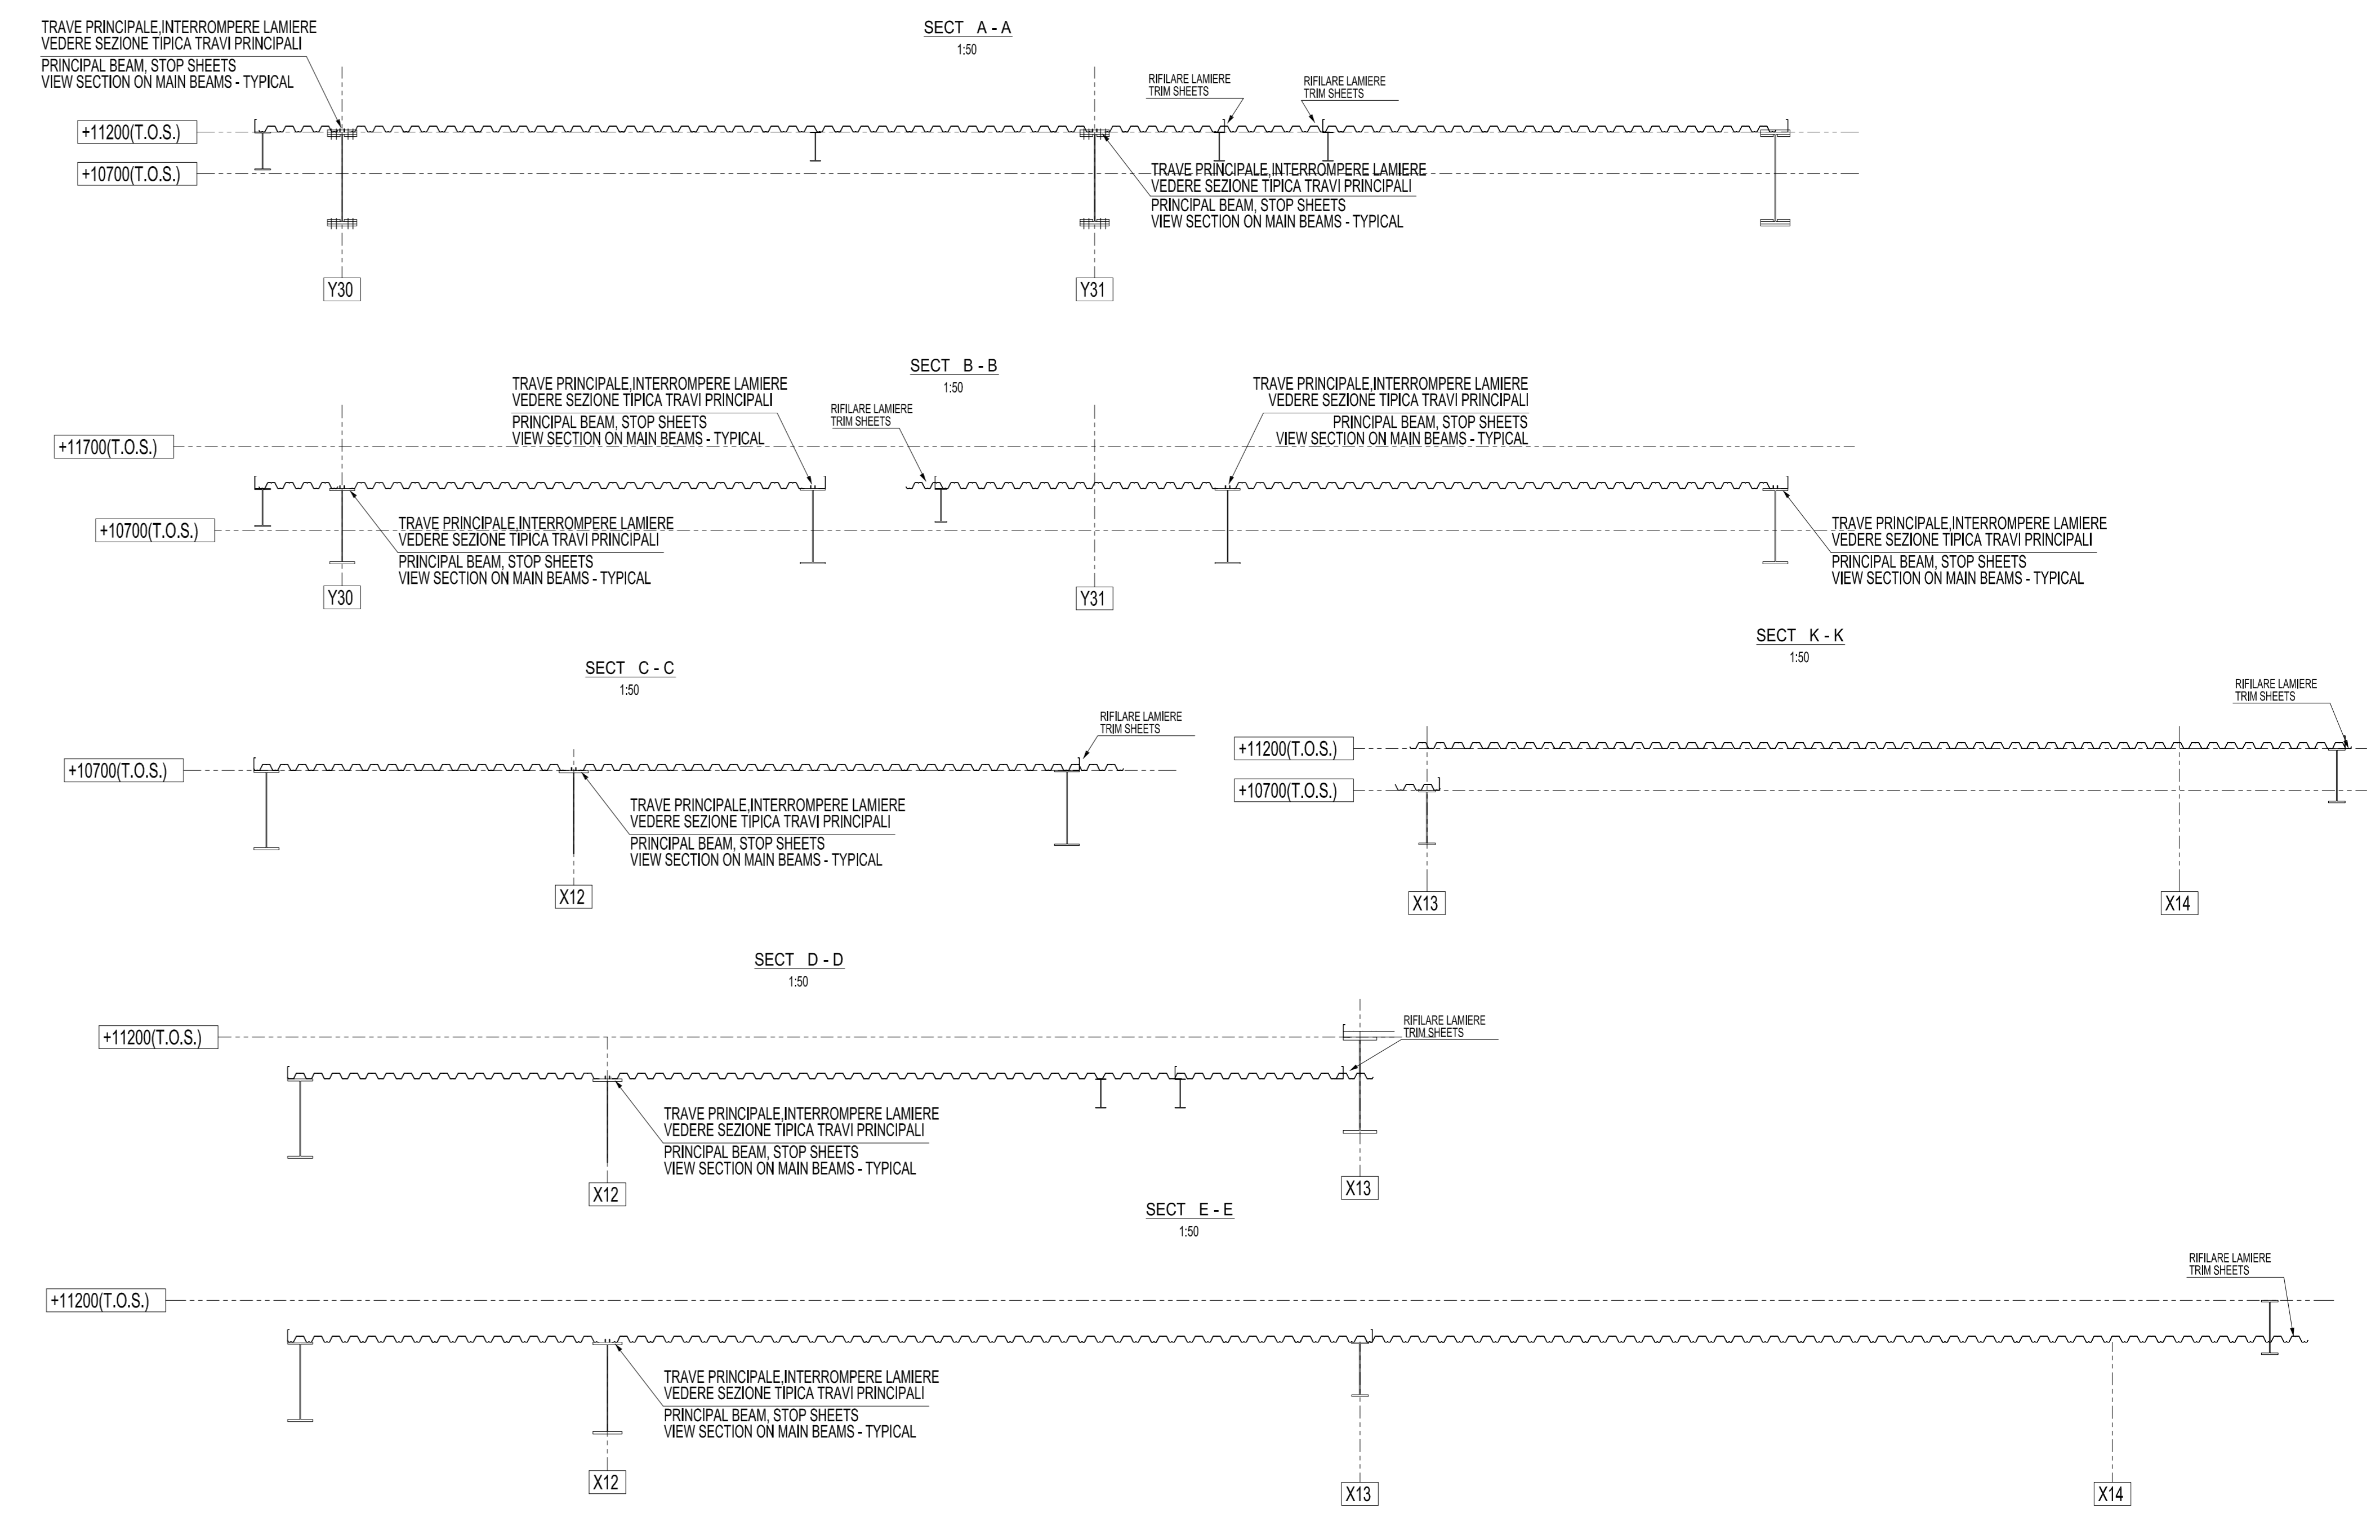 TRAVE PRINCIPALE,INTERROMPERE LAMIERE
VEDERE SEZIONE TIPICA TRAVI PRINCIPALI
PRINCIPAL BEAM, STOP SHEETS
VIEW SECTION ON MAIN BEAMS - TYPICAL
SECT A - A
1:50
RIFILARE LAMIERE
TRIM SHEETS
RIFILARE LAMIERE
TRIM SHEETS
+11200(T.O.S.)
+10700(T.O.S.)
TRAVE PRINCIPALE,INTERROMPERE LAMIERE
VEDERE SEZIONE TIPICA TRAVI PRINCIPALI
PRINCIPAL BEAM, STOP SHEETS
VIEW SECTION ON MAIN BEAMS - TYPICAL
Y30
Y31
SECT B - B
1:50
TRAVE PRINCIPALE,INTERROMPERE LAMIERE
VEDERE SEZIONE TIPICA TRAVI PRINCIPALI
PRINCIPAL BEAM, STOP SHEETS
VIEW SECTION ON MAIN BEAMS - TYPICAL
RIFILARE LAMIERE
TRIM SHEETS
TRAVE PRINCIPALE,INTERROMPERE LAMIERE
VEDERE SEZIONE TIPICA TRAVI PRINCIPALI
PRINCIPAL BEAM, STOP SHEETS
VIEW SECTION ON MAIN BEAMS - TYPICAL
+11700(T.O.S.)
+10700(T.O.S.)
TRAVE PRINCIPALE,INTERROMPERE LAMIERE
VEDERE SEZIONE TIPICA TRAVI PRINCIPALI
PRINCIPAL BEAM, STOP SHEETS
VIEW SECTION ON MAIN BEAMS - TYPICAL
TRAVE PRINCIPALE,INTERROMPERE LAMIERE
VEDERE SEZIONE TIPICA TRAVI PRINCIPALI
PRINCIPAL BEAM, STOP SHEETS
VIEW SECTION ON MAIN BEAMS - TYPICAL
Y30
Y31
SECT C - C
1:50
RIFILARE LAMIERE
TRIM SHEETS
+10700(T.O.S.)
TRAVE PRINCIPALE,INTERROMPERE LAMIERE
VEDERE SEZIONE TIPICA TRAVI PRINCIPALI
PRINCIPAL BEAM, STOP SHEETS
VIEW SECTION ON MAIN BEAMS - TYPICAL
X12
SECT K - K
1:50
RIFILARE LAMIERE
TRIM SHEETS
+11200(T.O.S.)
+10700(T.O.S.)
X13
X14
SECT D - D
1:50
+11200(T.O.S.)
RIFILARE LAMIERE
TRIM SHEETS
TRAVE PRINCIPALE,INTERROMPERE LAMIERE
VEDERE SEZIONE TIPICA TRAVI PRINCIPALI
PRINCIPAL BEAM, STOP SHEETS
VIEW SECTION ON MAIN BEAMS - TYPICAL
X12
X13
SECT E - E
1:50
RIFILARE LAMIERE
TRIM SHEETS
+11200(T.O.S.)
TRAVE PRINCIPALE,INTERROMPERE LAMIERE
VEDERE SEZIONE TIPICA TRAVI PRINCIPALI
PRINCIPAL BEAM, STOP SHEETS
VIEW SECTION ON MAIN BEAMS - TYPICAL
X12
X13
X14